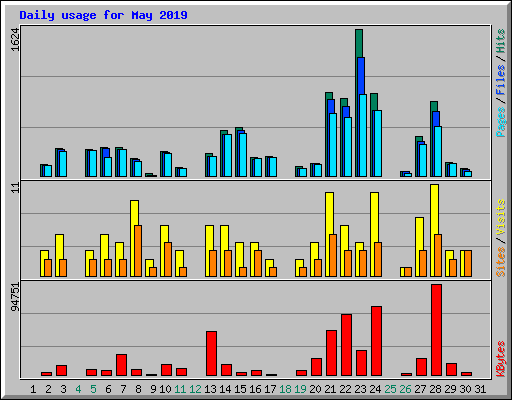 Daily usage for May 2019
1624
Pages / Files / Hits
11
Sites / Visits
94751
KBytes
1 2 3 4 5 6 7 8 9 10 11 12 13 14 15 16 17 18 19 20 21 22 23 24 25 26 27 28 29 30 31